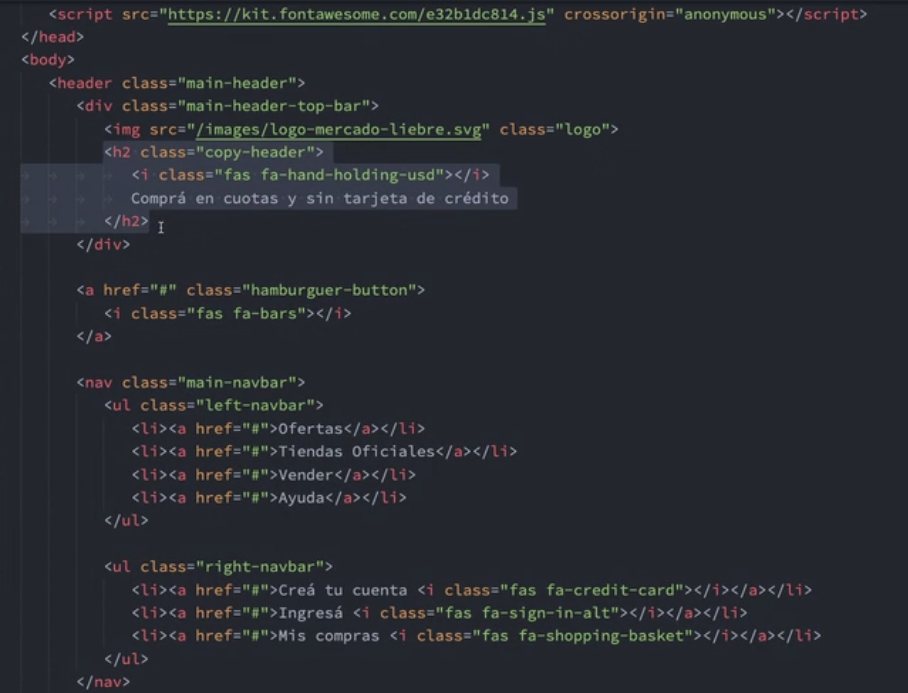 <script src="https://kit.fontawesome.com/e32b1dc814.js" crossorigin="anonymous"></script>
</head>
<body>
<header class="main-header">
<div class="main-header-top-bar">
<img src="/images/logo-mercado-liebre.svg" class="logo">
<h2 class="copy-header">
<i class="fas fa-hand-holding-usd"></i>
Comprá en cuotas y sin tarjeta de crédito
</h2>
</div>
<a href="#" class="hamburguer-button">
<i class="fas fa-bars"></i>
</a>
<nav class="main-navbar">
<ul class="left-navbar">
<li><a href="#">Ofertas</a></li>
<li><a href="#">Tiendas Oficiales</a></li>
<li><a href="#">Vender</a></li>
<li><a href="#">Ayuda</a></li>
</ul>
<ul class="right-navbar">
<li><a href="#">Creá tu cuenta <i class="fas fa-credit-card"></i></a></li>
<li><a href="#">Ingresá <i class="fas fa-sign-in-alt"></i></a></li>
<li><a href="#">Mis compras <i class="fas fa-shopping-basket"></i></a></li>
</ul>
</nav>